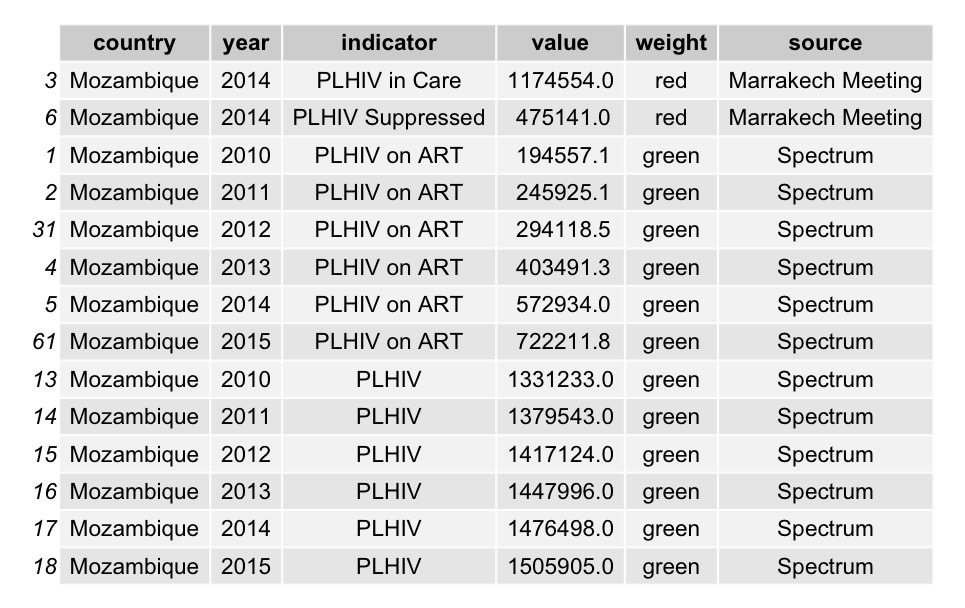 country year indicator value weight source
3 Mozambique 2014 PLHIV in Care 1174554.0 red Marrakech Meeting
6 Mozambique 2014 PLHIV Suppressed 475141.0 red Marrakech Meeting
1 Mozambique 2010 PLHIV on ART 194557.1 green Spectrum
2 Mozambique 2011 PLHIV on ART 245925.1 green Spectrum
31 Mozambique 2012 PLHIV on ART 294118.5 green Spectrum
4 Mozambique 2013 PLHIV on ART 403491.3 green Spectrum
5 Mozambique 2014 PLHIV on ART 572934.0 green Spectrum
61 Mozambique 2015 PLHIV on ART 722211.8 green Spectrum
13 Mozambique 2010 PLHIV 1331233.0 green Spectrum
14 Mozambique 2011 PLHIV 1379543.0 green Spectrum
15 Mozambique 2012 PLHIV 1417124.0 green Spectrum
16 Mozambique 2013 PLHIV 1447996.0 green Spectrum
17 Mozambique 2014 PLHIV 1476498.0 green Spectrum
18 Mozambique 2015 PLHIV 1505905.0 green Spectrum